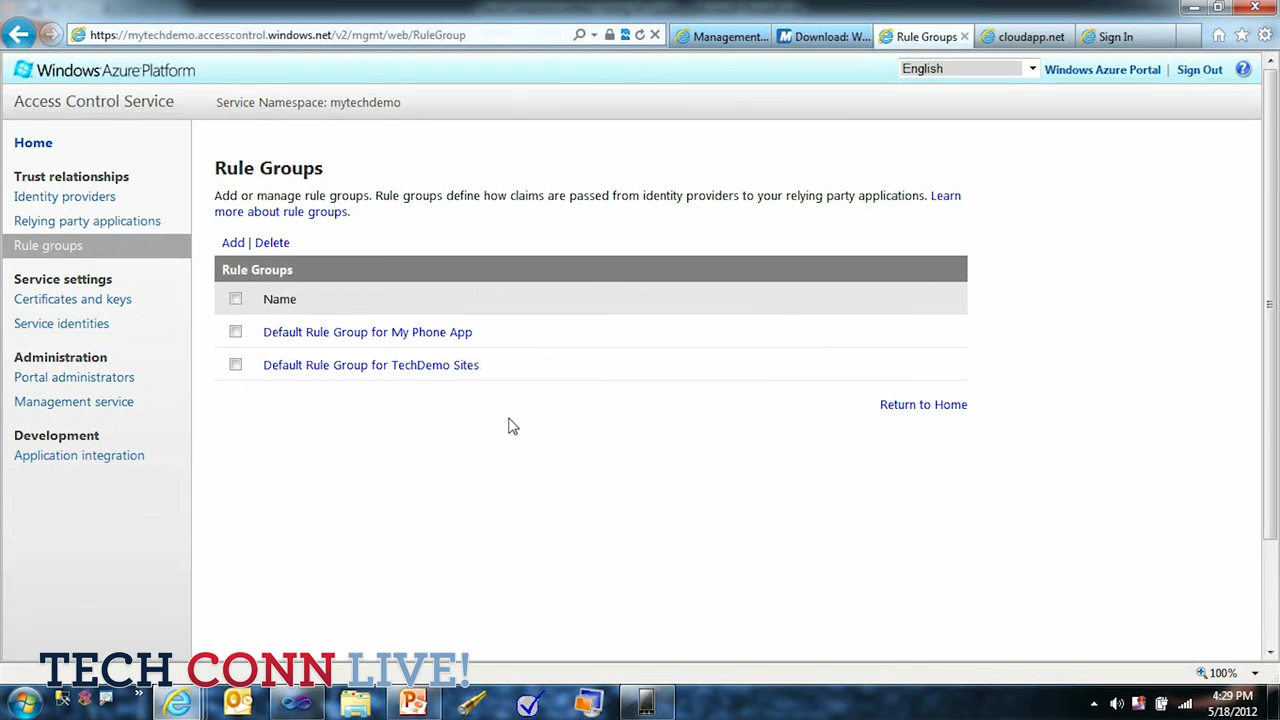 https://mytechdemo.accesscontrol.windows.net/v2/mgmt/web/RuleGroup
Management...
Download: W...
Rule Groups
cloudapp.net
Sign In
Windows Azure Platform
English
Windows Azure Portal | Sign Out
Access Control Service
Service Namespace: mytechdemo
Home
Trust relationships
Identity providers
Relying party applications
Rule groups
Service settings
Certificates and keys
Service identities
Administration
Portal administrators
Management service
Development
Application integration
Rule Groups
Add or manage rule groups. Rule groups define how claims are passed from identity providers to your relying party applications. Learn
more about rule groups.
Add | Delete
Rule Groups
Name
Default Rule Group for My Phone App
Default Rule Group for TechDemo Sites
Return to Home
TECH CONN LIVE!
100%
4:29 PM
5/18/2012